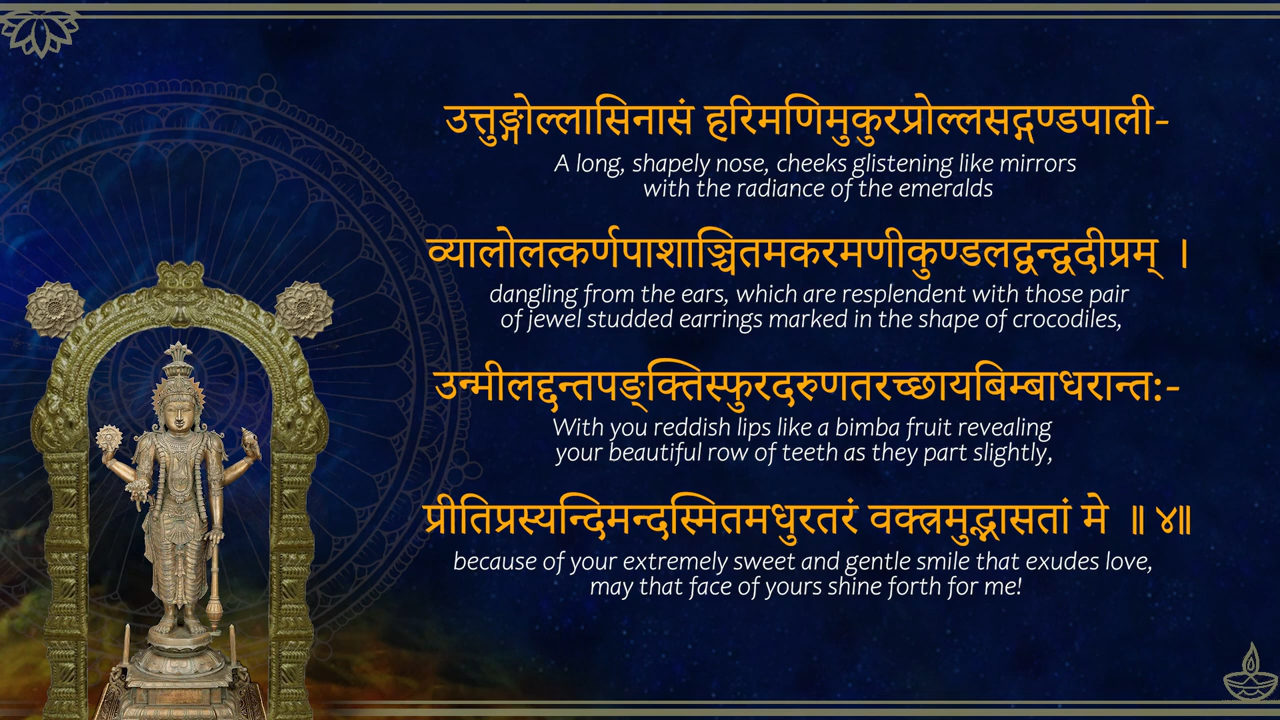 उत्तुङ्गोल्लासिनासं हरिमणिमुकुरप्रोल्लसद्गण्डपाली-
A long, shapely nose, cheeks glistening like mirrors
with the radiance of the emeralds
व्यालोलत्कर्णपाशाञ्चितमकरमणीकुण्डलद्वन्द्वदीप्रम् ।
dangling from the ears, which are resplendent with those pair
of jewel studded earrings marked in the shape of crocodiles,
उन्मीलद्दन्तपङ्क्तिस्फुरदरुणतरच्छायबिम्बाधरान्त:-
With you reddish lips like a bimba fruit revealing
your beautiful row of teeth as they part slightly,
प्रीतिप्रस्यन्दिमन्दस्मितमधुरतरं वक्त्रमुद्भासतां मे ॥ ४॥
because of your extremely sweet and gentle smile that exudes love,
may that face of yours shine forth for me!